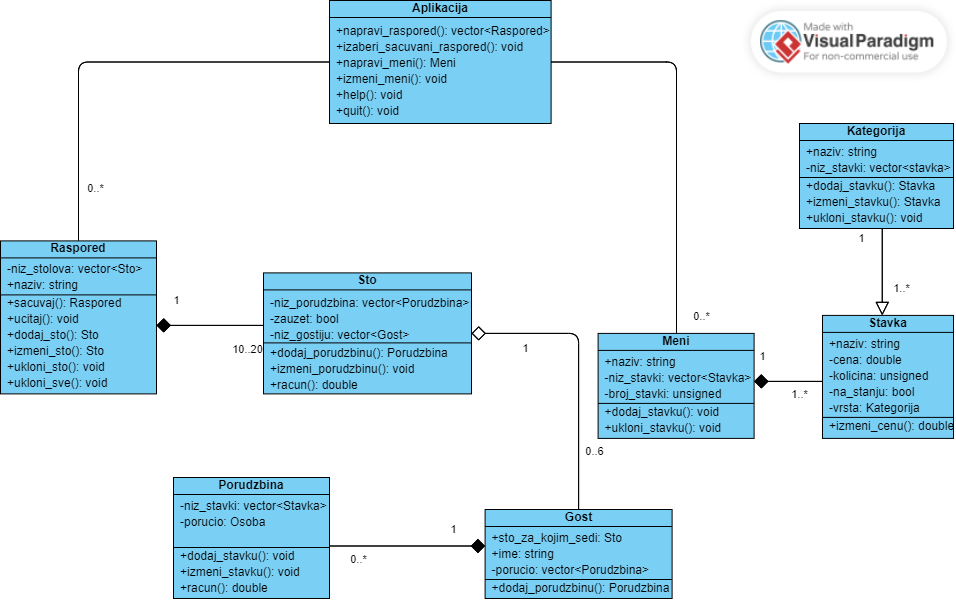 Aplikacija
+napravi_raspored(): vector<Raspored>
+izaberi_sacuvani_raspored(): void
+napravi_meni(): Meni
+izmeni_meni(): void
+help(): void
+quit(): void
Made with
VisualParadigm
For non-commercial use
Kategorija
+naziv: string
-niz_stavki: vector<stavka>
+dodaj_stavku(): Stavka
+izmeni_stavku(): Stavka
+ukloni_stavku(): void
0..*
1
1..*
Raspored
-niz_stolova: vector<Sto>
+naziv: string
+sacuvaj(): Raspored
+ucitaj(): void
+dodaj_sto(): Sto
+izmeni_sto(): Sto
+ukloni_sto(): void
+ukloni_sve(): void
1
10..20
Sto
-niz_porudzbina: vector<Porudzbina>
-zauzet: bool
-niz_gostiju: vector<Gost>
+dodaj_porudzbinu(): Porudzbina
+izmeni_porudzbinu(): void
+racun(): double
1
0..*
Meni
+naziv: string
-niz_stavki: vector<Stavka>
-broj_stavki: unsigned
+dodaj_stavku(): void
+ukloni_stavku(): void
1
1..*
Stavka
+naziv: string
-cena: double
-kolicina: unsigned
-na_stanju: bool
-vrsta: Kategorija
+izmeni_cenu(): double
0..6
Porudzbina
-niz_stavki: vector<Stavka>
-porucio: Osoba
+dodaj_stavku(): void
+izmeni_stavku(): void
+racun(): double
1
0..*
Gost
+sto_za_kojim_sedi: Sto
+ime: string
-porucio: vector<Porudzbina>
+dodaj_porudzbinu(): Porudzbina